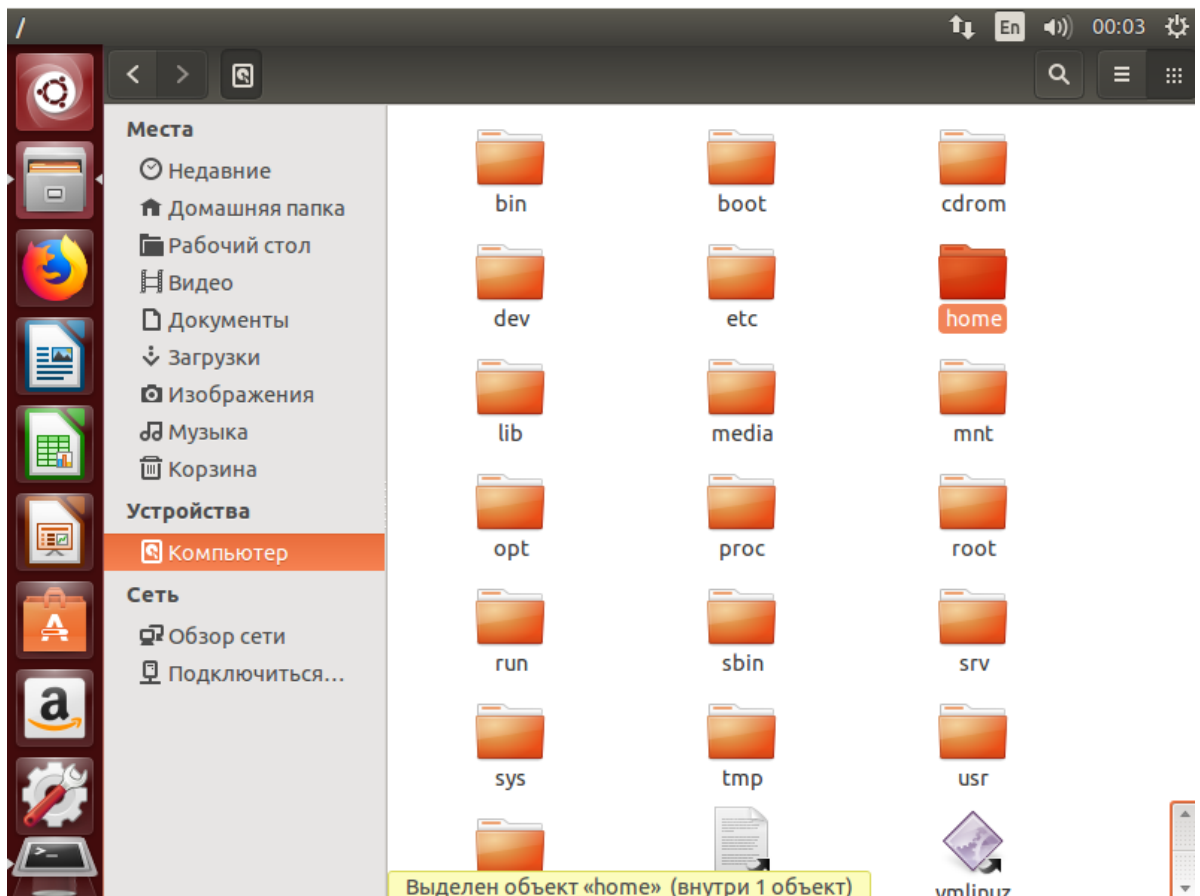 /
En
00:03
Места
Недавние
Домашняя папка
Рабочий стол
Видео
Документы
Загрузки
Изображения
Музыка
Корзина
Устройства
Компьютер
Сеть
Обзор сети
Подключиться...
bin boot cdrom
dev etc home
lib media mnt
opt proc root
run sbin srv
sys tmp usr
vmlinuz
Выделен объект «home» (внутри 1 объект)